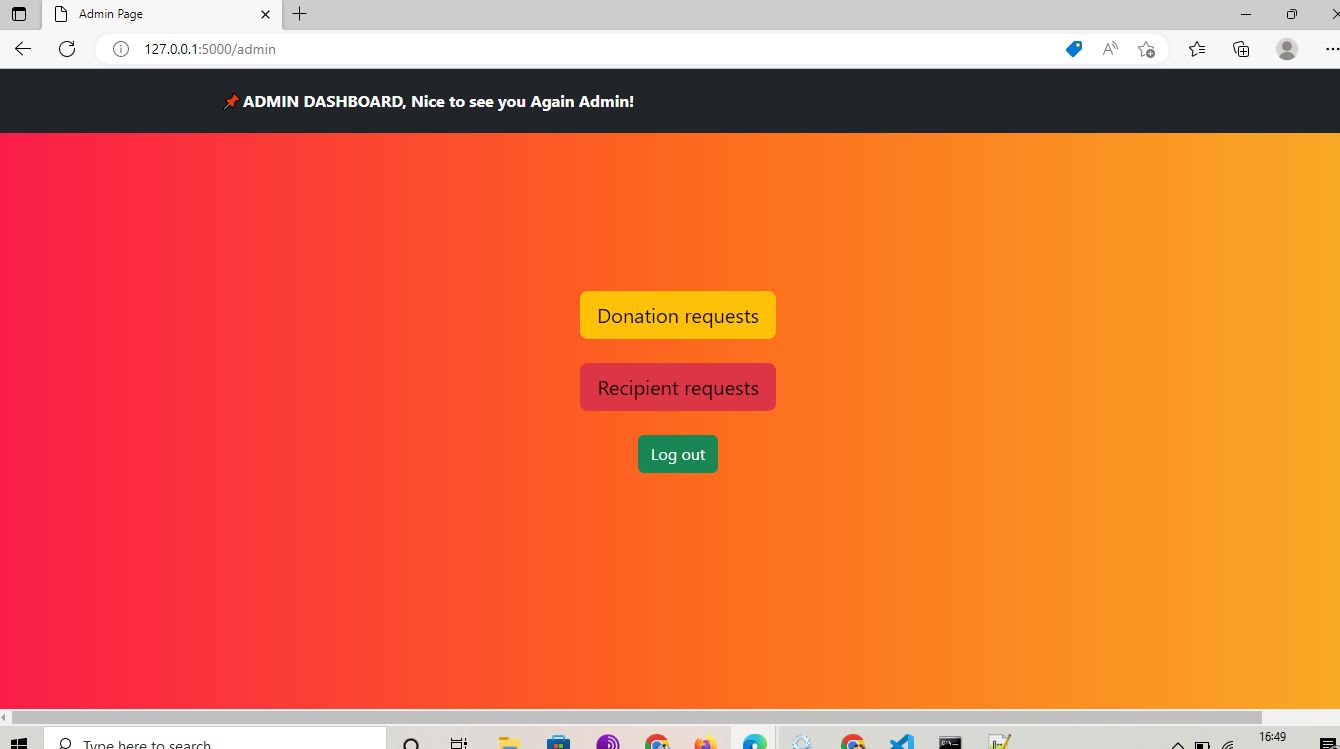 Admin Page
127.0.0.1:5000/admin
📌ADMIN DASHBOARD, Nice to see you Again Admin!
Donation requests
Recipient requests
Log out
Type here to search
16:49